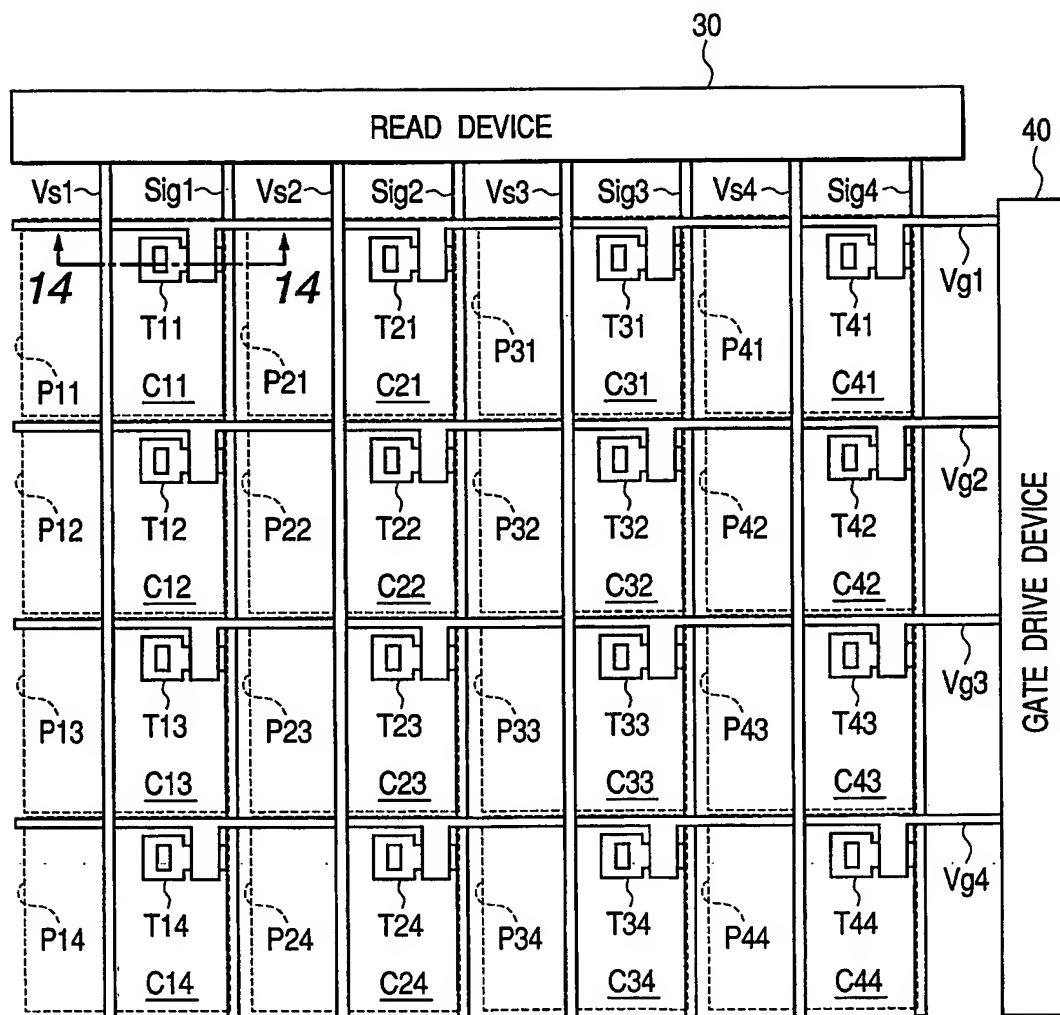 30
READ DEVICE
40
Vs1 Sig1 Vs2 Sig2 Vs3 Sig3 Vs4 Sig4
14 14 Vg1
T11 T21 T31 T41
P11 P21 P31 P41
C11 C21 C31 C41
Vg2
P12 T12 P22 T22 P32 T32 P42 T42
C12 C22 C32 C42
GATE DRIVE DEVICE
Vg3
P13 T13 P23 T23 P33 T33 P43 T43
C13 C23 C33 C43
Vg4
P14 T14 P24 T24 P34 T34 P44 T44
C14 C24 C34 C44